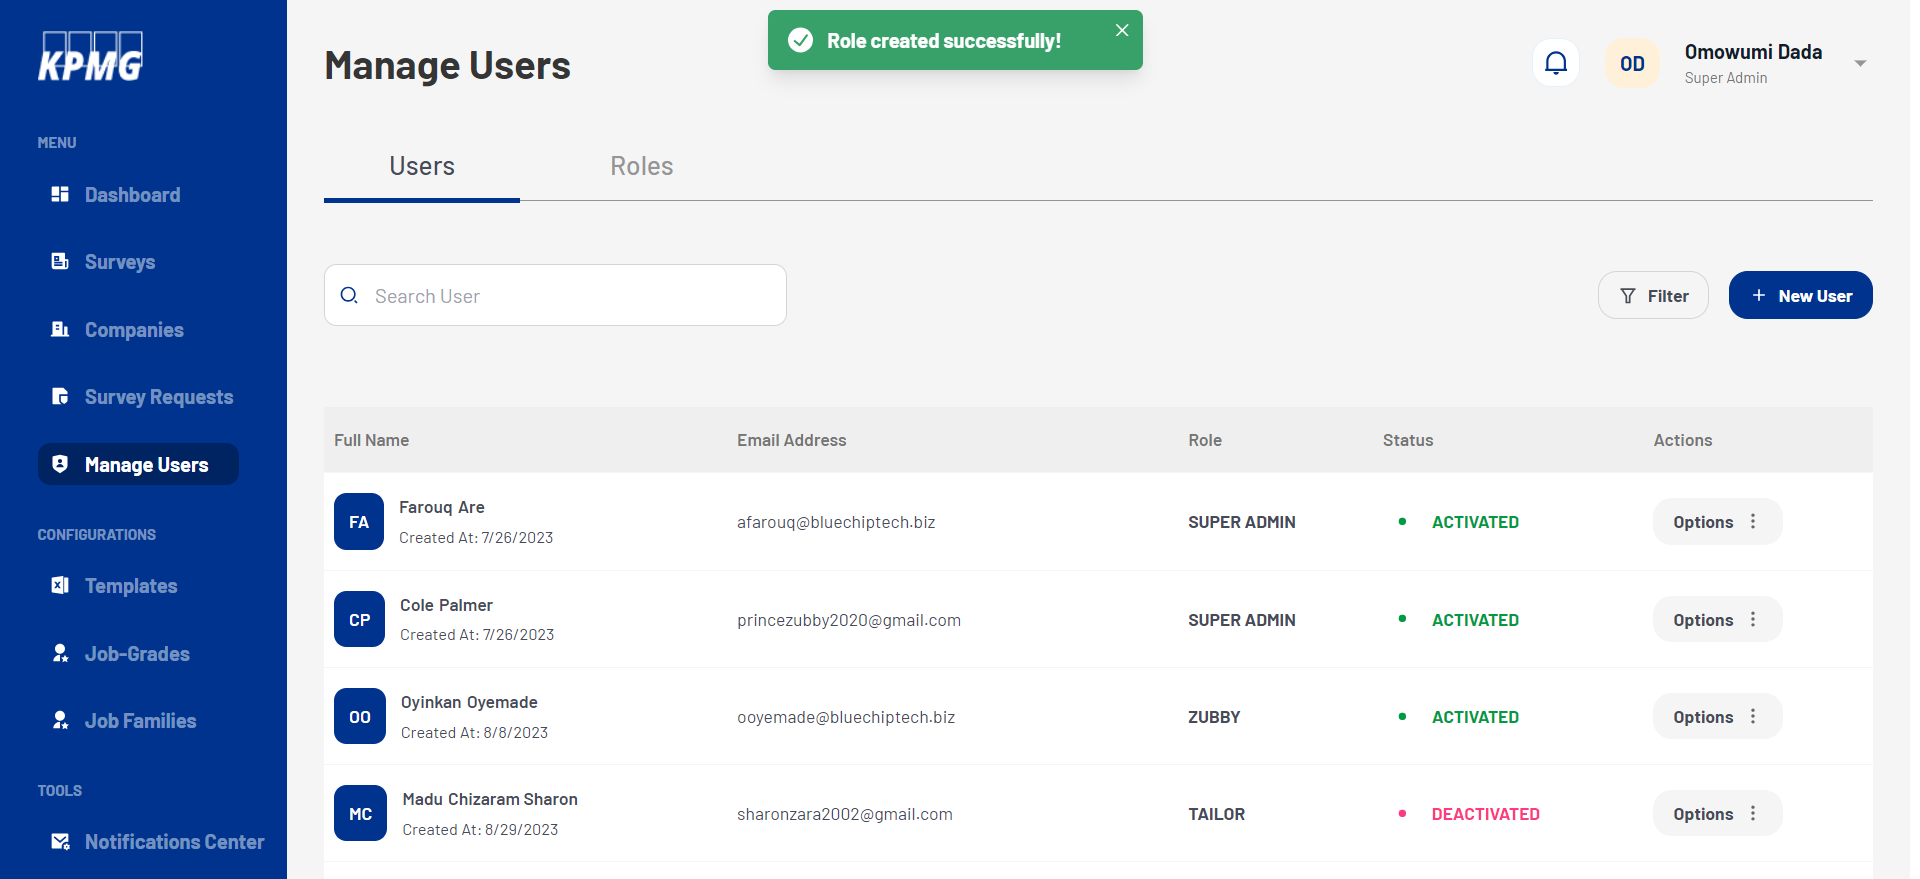 KPMG
MENU
Dashboard
Surveys
Companies
Survey Requests
Manage Users
CONFIGURATIONS
Templates
Job-Grades
Job Families
TOOLS
Notifications Center
Manage Users
Role created successfully!
OD
Omowumi Dada
Super Admin
Users
Roles
Search User
Filter
+ New User
Full Name Email Address Role Status Actions
FA
Farouq Are
Created At: 7/26/2023
afarouq@bluechiptech.biz
SUPER ADMIN
ACTIVATED
Options
CP
Cole Palmer
Created At: 7/26/2023
princezubby2020@gmail.com
SUPER ADMIN
ACTIVATED
Options
OO
Oyinkan Oyemade
Created At: 8/8/2023
ooyemade@bluechiptech.biz
ZUBBY
ACTIVATED
Options
MC
Madu Chizaram Sharon
Created At: 8/29/2023
sharonzara2002@gmail.com
TAILOR
DEACTIVATED
Options